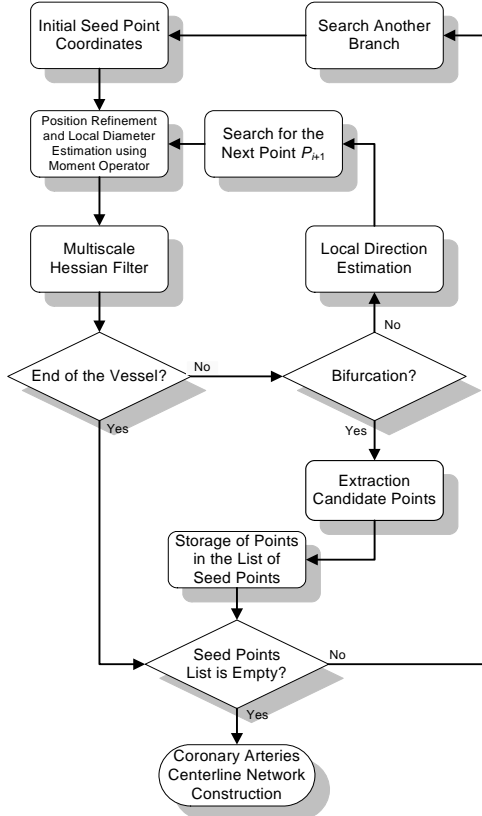 Initial Seed Point
Coordinates
Search Another
Branch
Position Refinement
and Local Diameter
Estimation using
Moment Operator
Search for the
Next Point Pi+1
Multiscale
Hessian Filter
Local Direction
Estimation
No
End of the Vessel?
No
Bifurcation?
Yes
Yes
Extraction
Candidate Points
Storage of Points
in the List of
Seed Points
Seed Points
List is Empty?
No
Yes
Coronary Arteries
Centerline Network
Construction